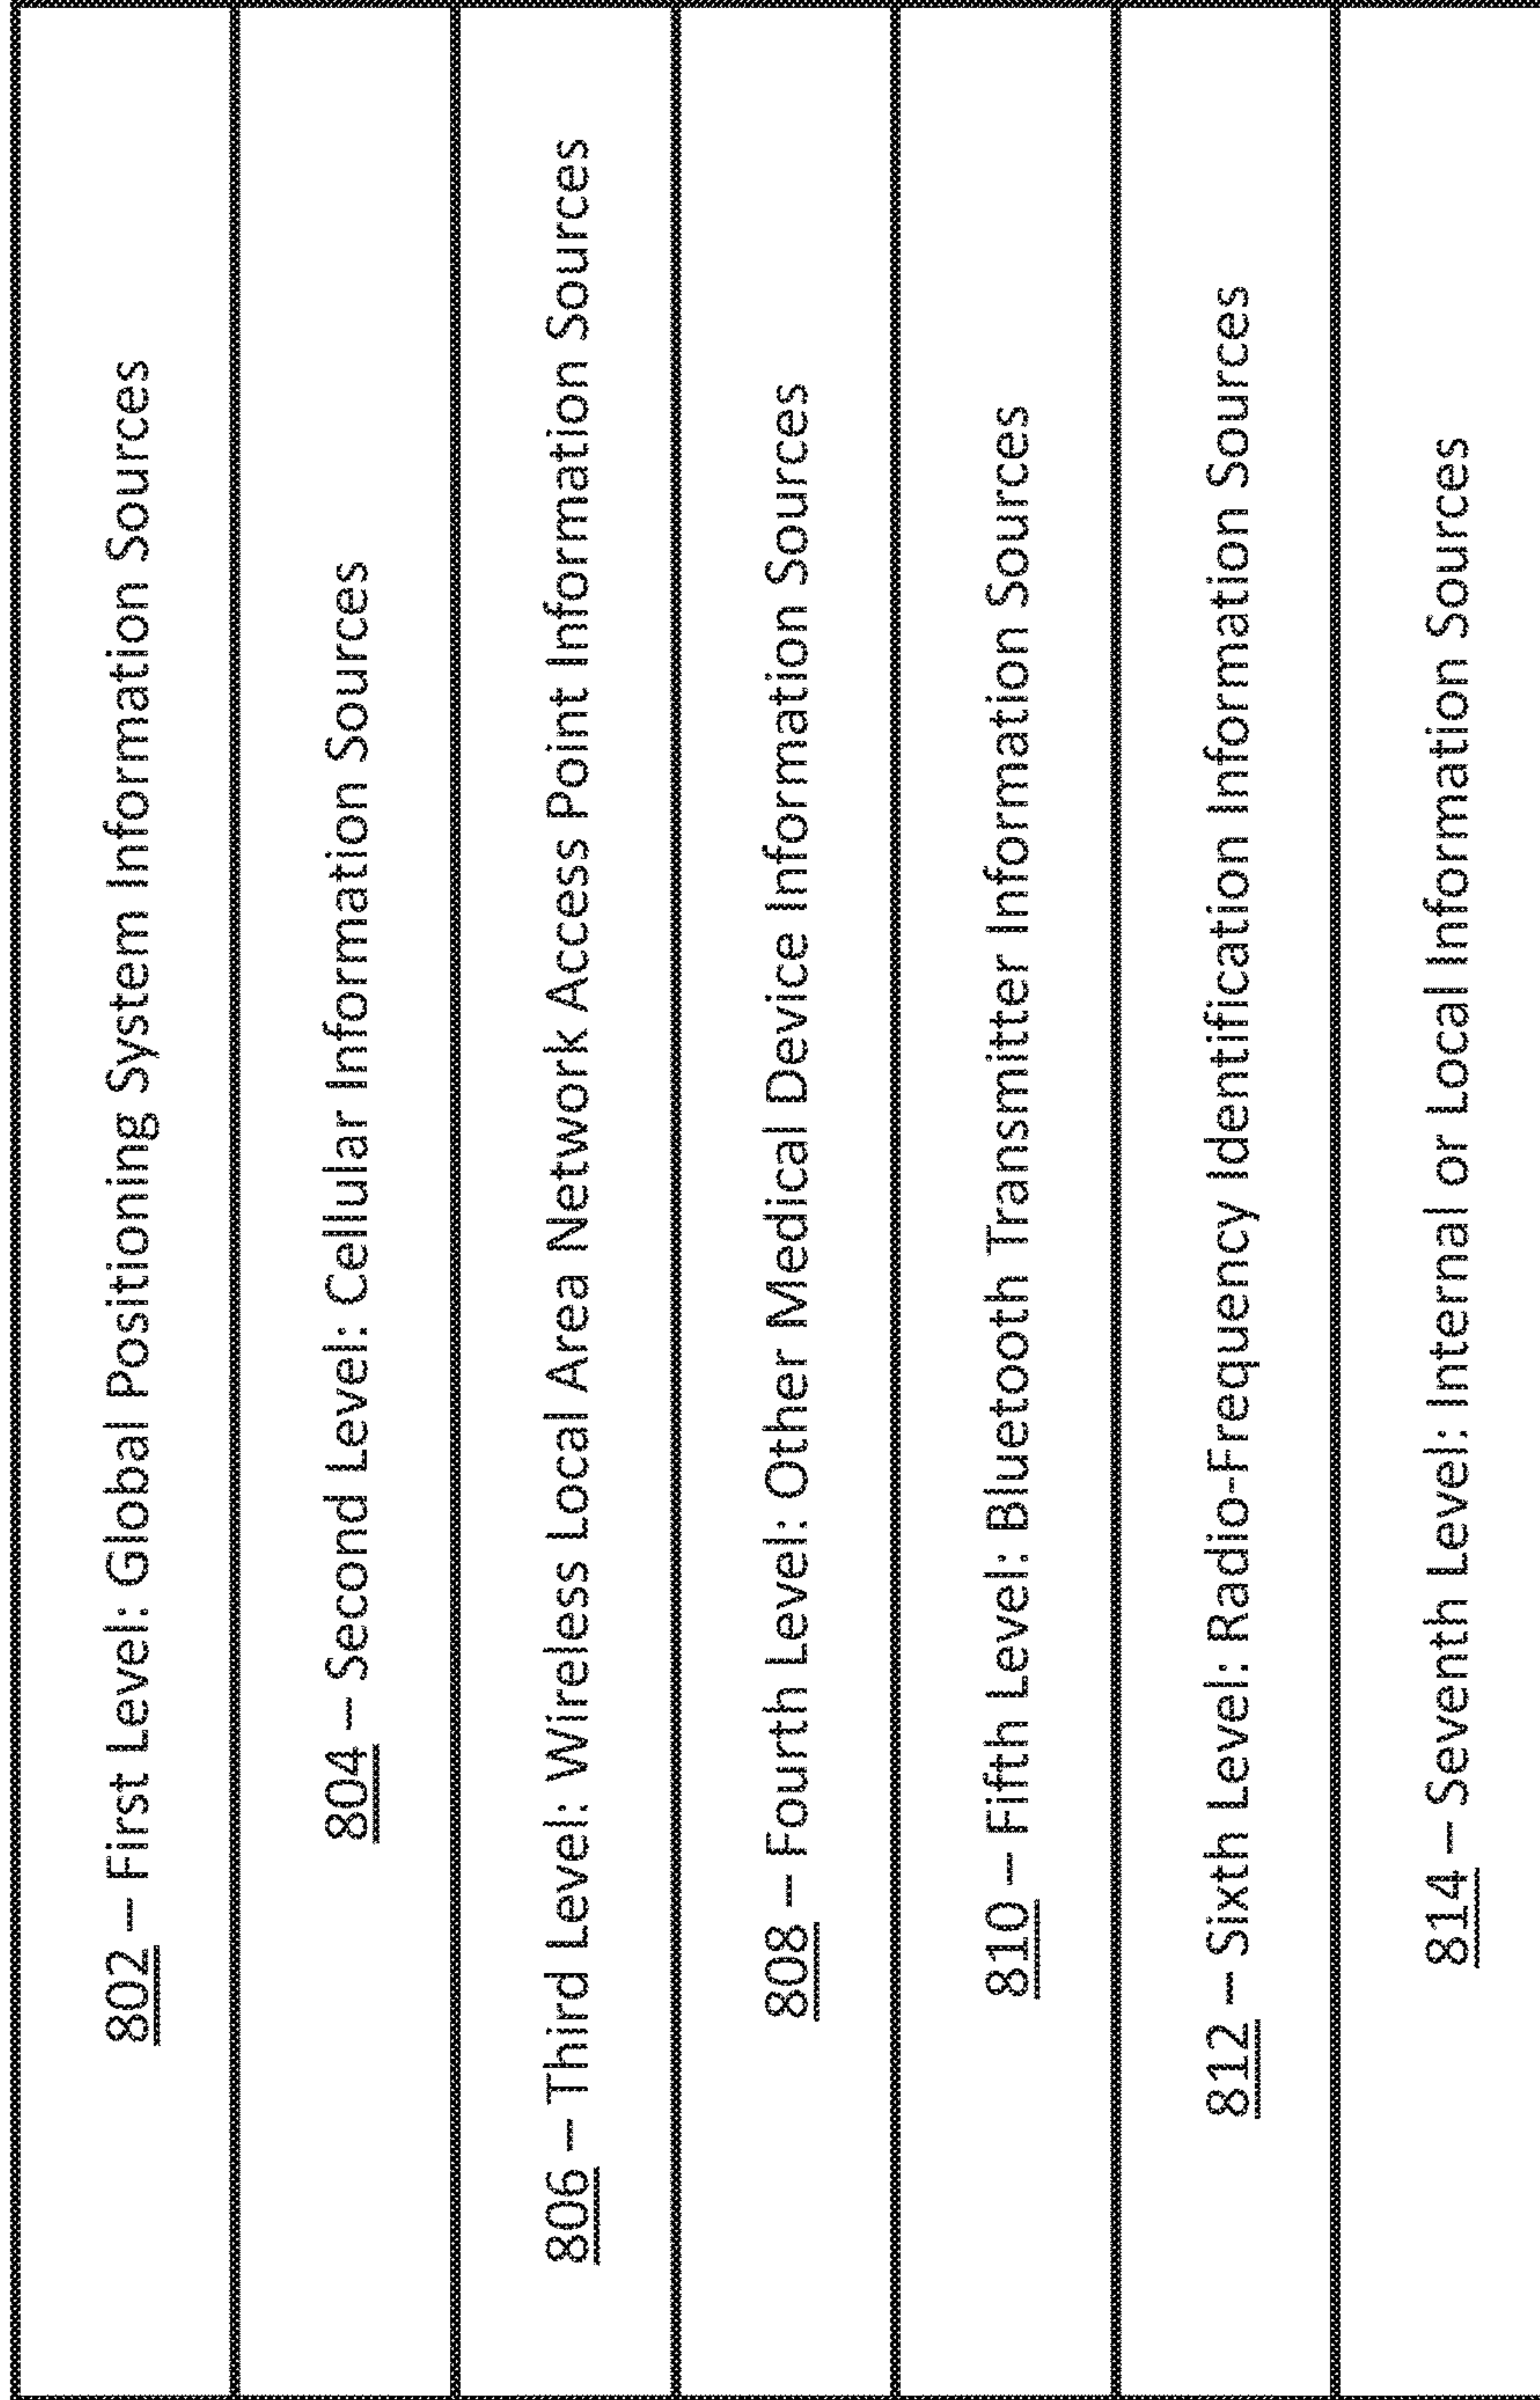 802 – First Level: Global Positioning System Information Sources
804 – Second Level: Cellular Information Sources
806 – Third Level: Wireless Local Area Network Access Point Information Sources
808 – Fourth Level: Other Medical Device Information Sources
810 – Fifth Level: Bluetooth Transmitter Information Sources
812 – Sixth Level: Radio-Frequency Identification Information Sources
814 – Seventh Level: Internal or Local Information Sources